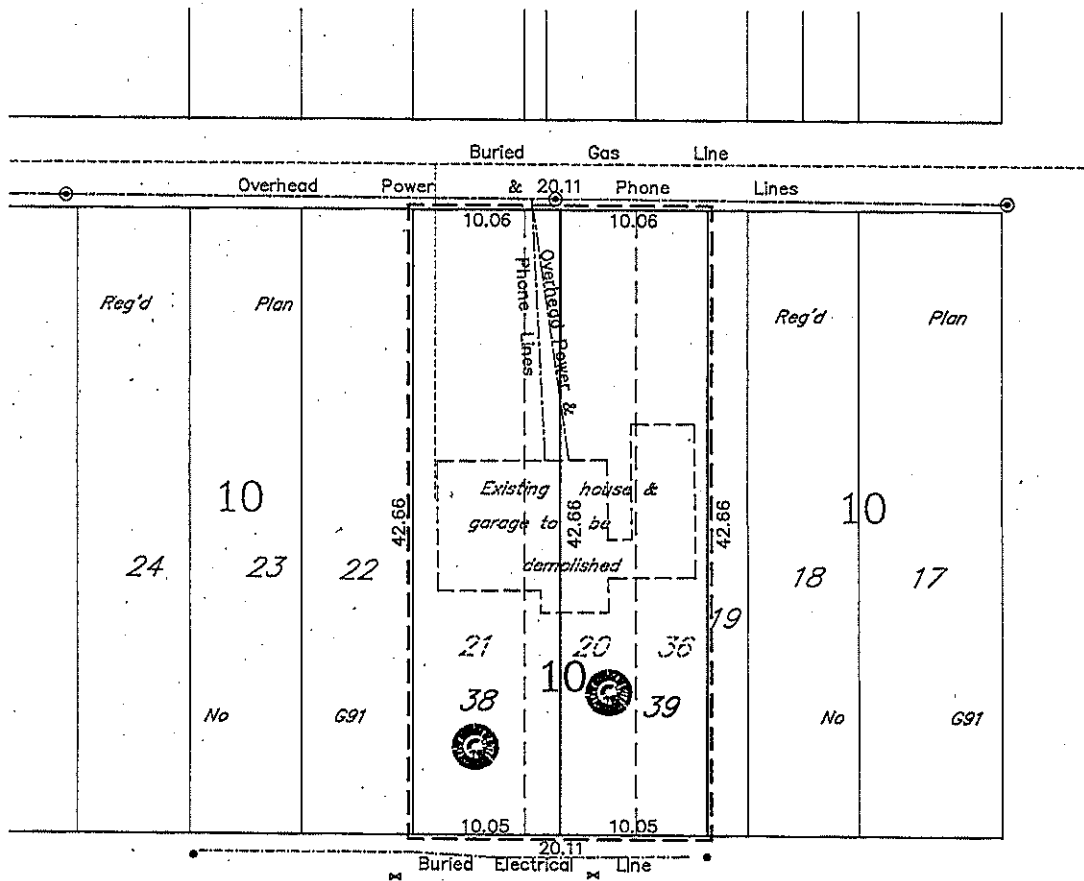 Buried Gas Line
Overhead Power & 20.11 Phone Lines
10.06 10.06
Overhead Power &
Phone Lines
Reg'd Plan
Reg'd Plan
Existing house &
garage to be
demolished
10
10
42.66
42.66
42.66
24 23 22
18 17
19
21 20 36
10
38
39
No G91
No G91
10.05 10.05
20.11
Buried Electrical Line